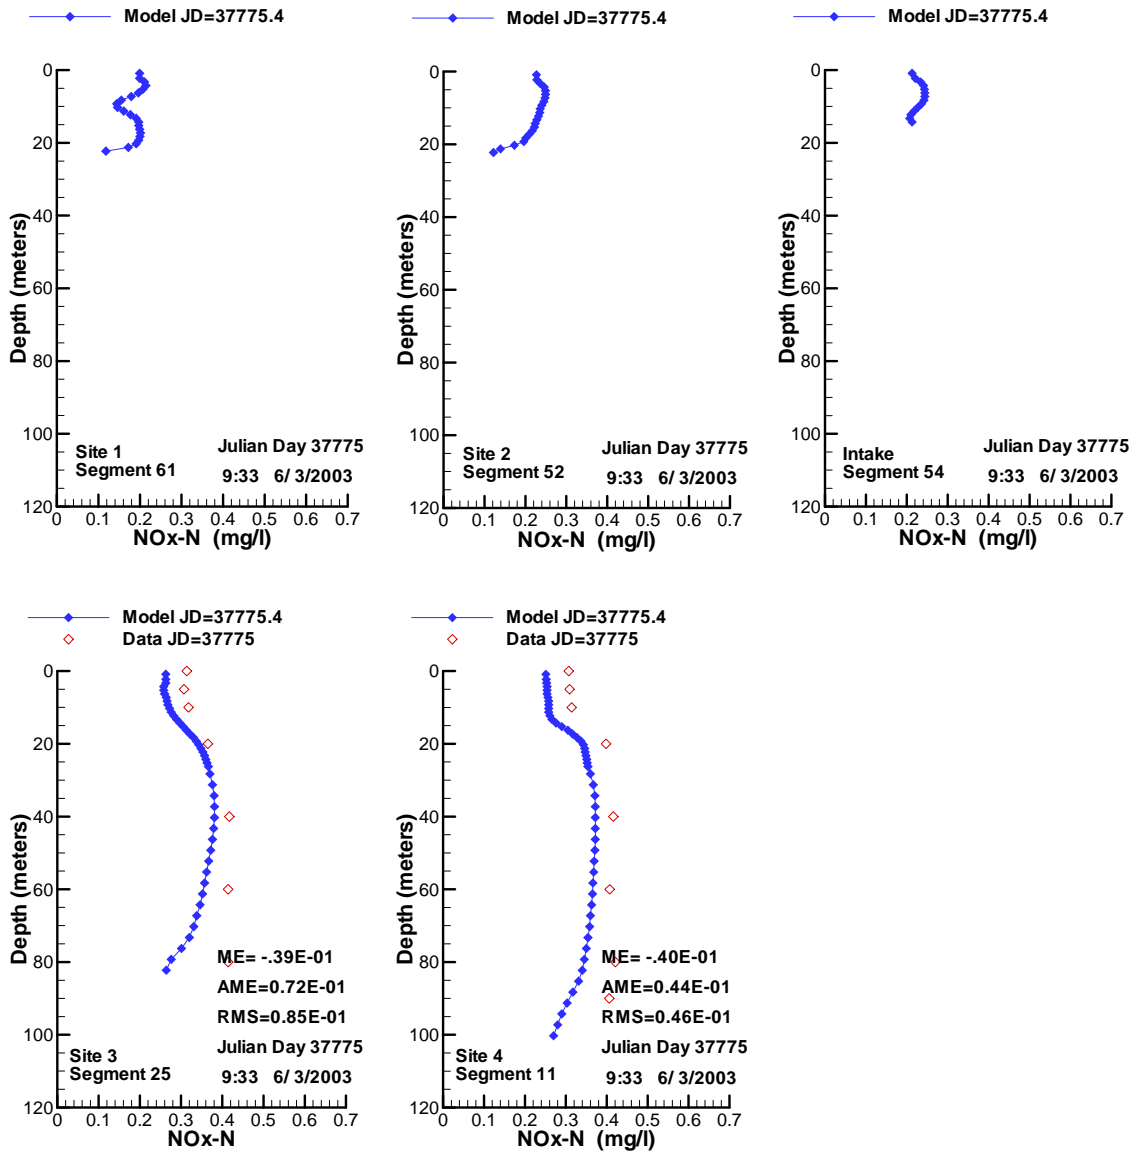 Model JD=37775.4
0
20
40
60
80
100
120
Depth (meters)
Site 1
Segment 61
Julian Day 37775
9:33 6/ 3/2003
0 0.1 0.2 0.3 0.4 0.5 0.6 0.7
NOx-N (mg/l)
Model JD=37775.4
0
20
40
60
80
100
120
Depth (meters)
Site 2
Segment 52
Julian Day 37775
9:33 6/ 3/2003
0 0.1 0.2 0.3 0.4 0.5 0.6 0.7
NOx-N (mg/l)
Model JD=37775.4
0
20
40
60
80
100
120
Depth (meters)
Intake
Segment 54
Julian Day 37775
9:33 6/ 3/2003
0 0.1 0.2 0.3 0.4 0.5 0.6 0.7
NOx-N (mg/l)
Model JD=37775.4
Data JD=37775
0
20
40
60
80
100
120
Depth (meters)
ME= -.39E-01
AME=0.72E-01
RMS=0.85E-01
Site 3
Segment 25
Julian Day 37775
9:33 6/ 3/2003
0 0.1 0.2 0.3 0.4 0.5 0.6 0.7
NOx-N
Model JD=37775.4
Data JD=37775
0
20
40
60
80
100
120
Depth (meters)
ME= -.40E-01
AME=0.44E-01
RMS=0.46E-01
Site 4
Segment 11
Julian Day 37775
9:33 6/ 3/2003
0 0.1 0.2 0.3 0.4 0.5 0.6 0.7
NOx-N (mg/l)